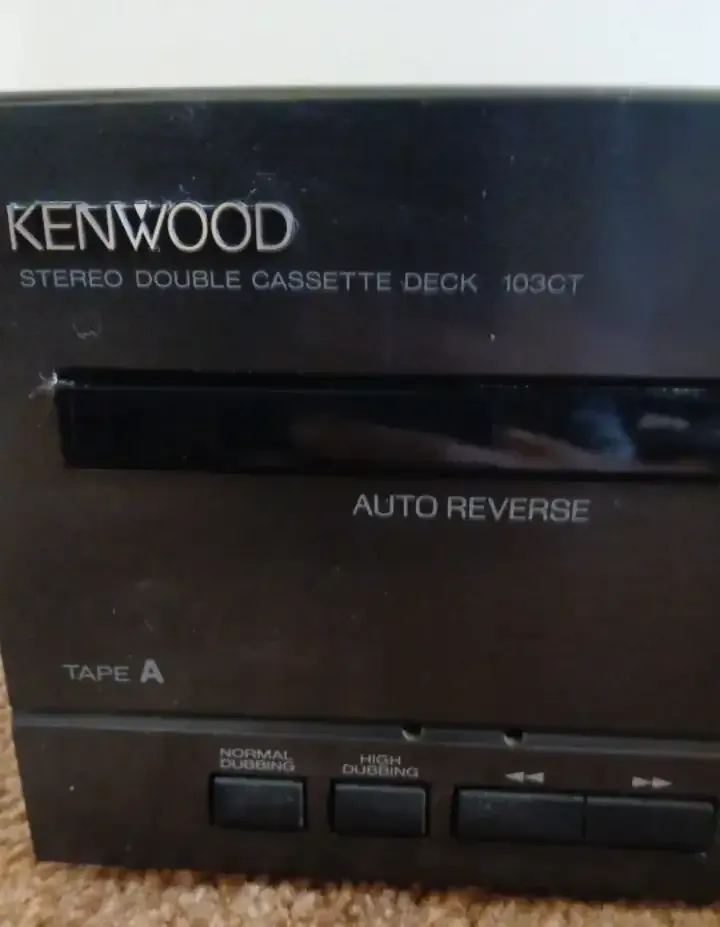 KENWOOD
STEREO DOUBLE CASSETTE DECK 103CT
AUTO REVERSE
TAPE A
NORMAL
DUBBING
HIGH
DUBBING